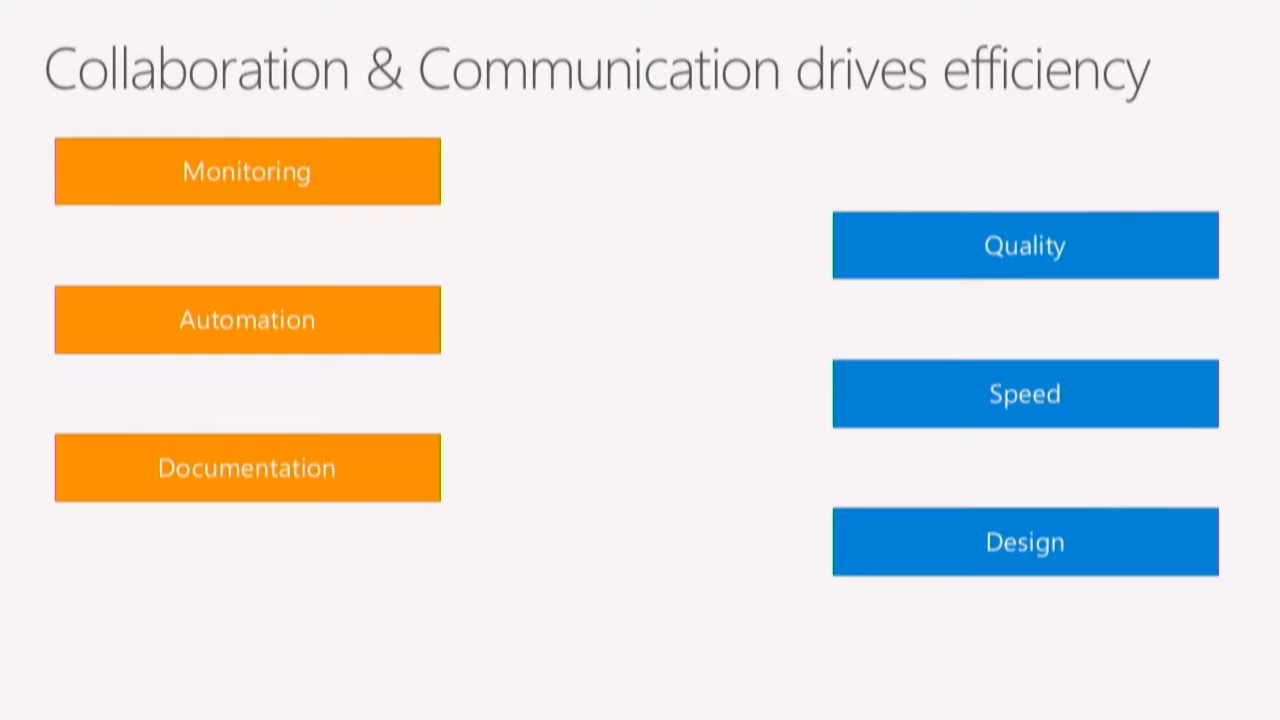 Collaboration & Communication drives efficiency
Monitoring
Quality
Automation
Speed
Documentation
Design